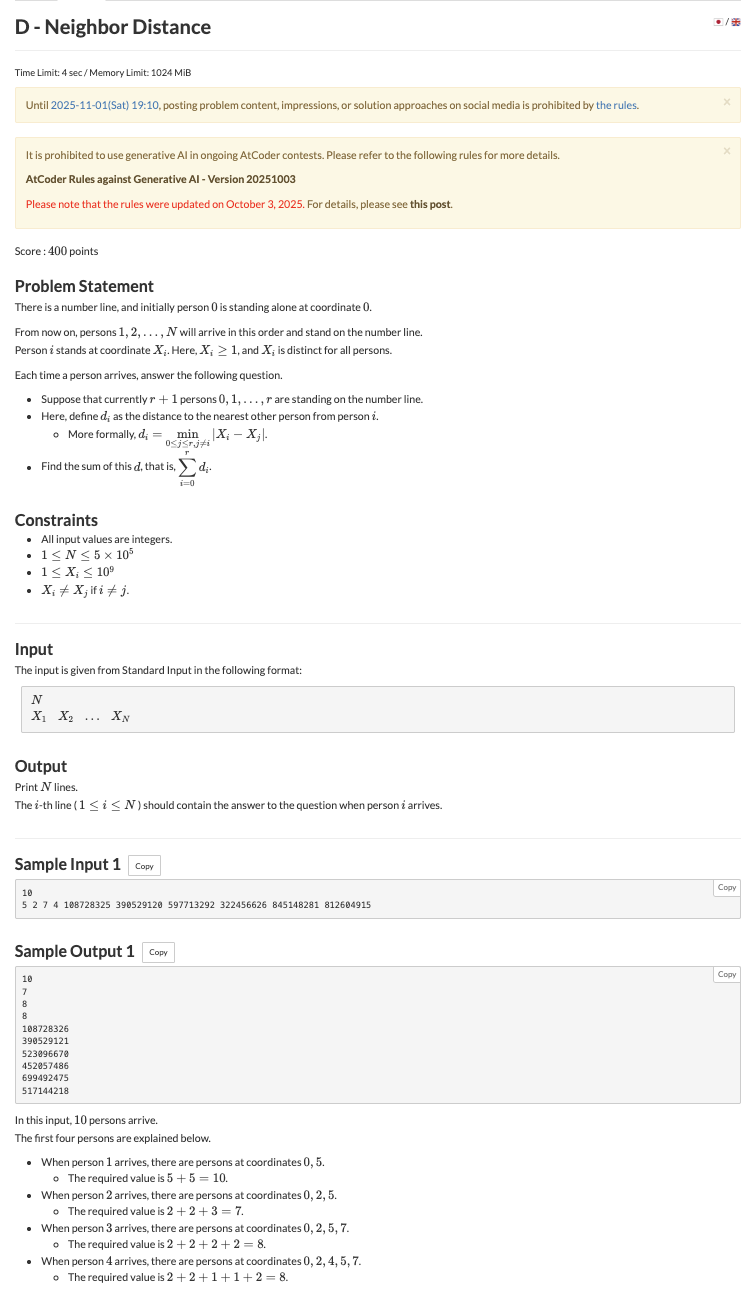 D - Neighbor Distance
/
Time Limit: 4 sec / Memory Limit: 1024 MiB
Until 2025-11-01(Sat) 19:10, posting problem content, impressions, or solution approaches on social media is prohibited by the rules.
×
It is prohibited to use generative AI in ongoing AtCoder contests. Please refer to the following rules for more details.
×
AtCoder Rules against Generative AI - Version 20251003
Please note that the rules were updated on October 3, 2025. For details, please see this post.
Score : 400 points
Problem Statement
There is a number line, and initially person 0 is standing alone at coordinate 0.
From now on, persons 1, 2, . . . , N will arrive in this order and stand on the number line.
Person i stands at coordinate X_i. Here, X_i ≥ 1, and X_i is distinct for all persons.
Each time a person arrives, answer the following question.
• Suppose that currently r + 1 persons 0, 1, . . . , r are standing on the number line.
• Here, define d_i as the distance to the nearest other person from person i.
◦ More formally, d_i = min_{0≤j≤r,j≠i} |X_i − X_j|.
• Find the sum of this d, that is, ∑_{i=0}^{r} d_i.
Constraints
• All input values are integers.
• 1 ≤ N ≤ 5 × 10^5
• 1 ≤ X_i ≤ 10^9
• X_i ≠ X_j if i ≠ j.
Input
The input is given from Standard Input in the following format:
N
X_1 X_2 . . . X_N
Output
Print N lines.
The i-th line ( 1 ≤ i ≤ N ) should contain the answer to the question when person i arrives.
Sample Input 1 Copy
Copy
10
5 2 7 4 108728325 390529120 597713292 322456626 845148281 812604915
Sample Output 1 Copy
Copy
10
7
8
8
108728326
390529121
523096670
452057486
699492475
517144218
In this input, 10 persons arrive.
The first four persons are explained below.
• When person 1 arrives, there are persons at coordinates 0, 5.
◦ The required value is 5 + 5 = 10.
• When person 2 arrives, there are persons at coordinates 0, 2, 5.
◦ The required value is 2 + 2 + 3 = 7.
• When person 3 arrives, there are persons at coordinates 0, 2, 5, 7.
◦ The required value is 2 + 2 + 2 + 2 = 8.
• When person 4 arrives, there are persons at coordinates 0, 2, 4, 5, 7.
◦ The required value is 2 + 2 + 1 + 1 + 2 = 8.